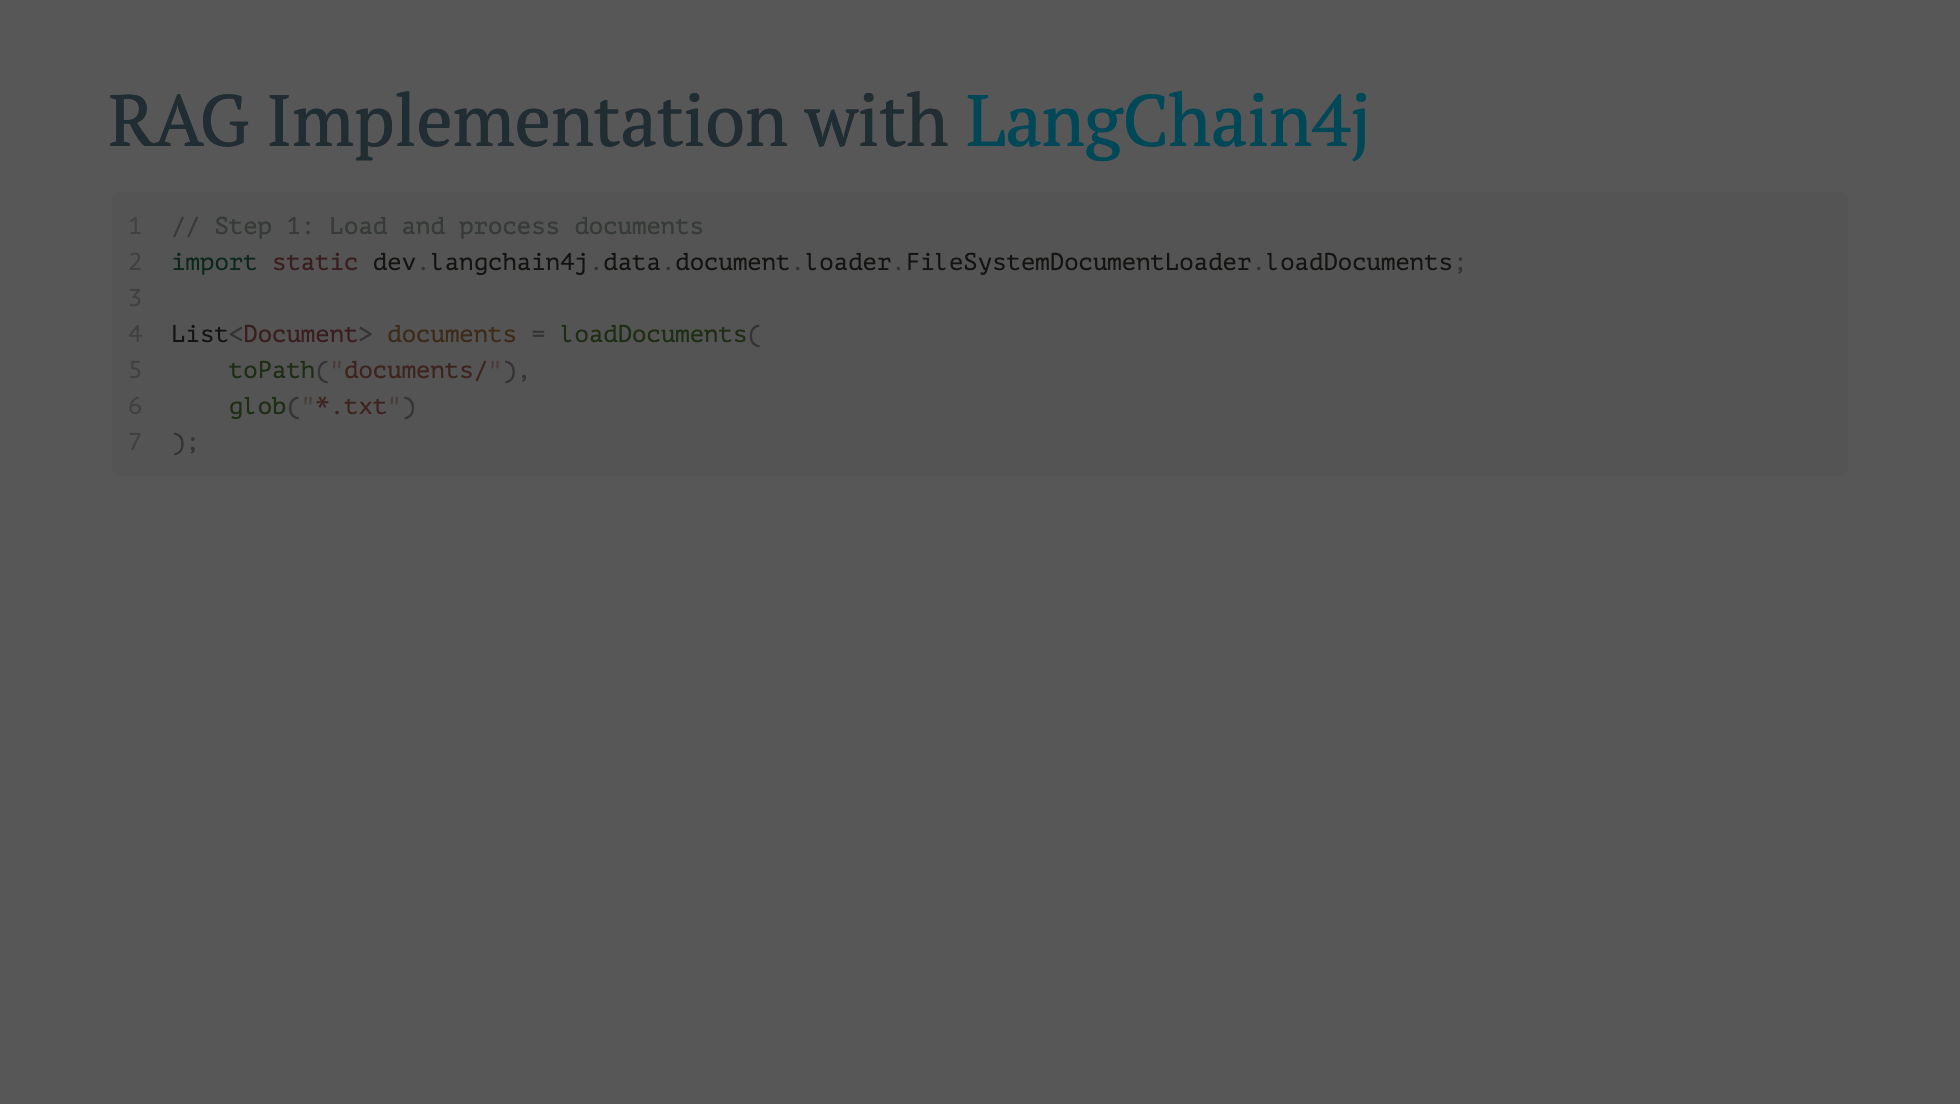 RAG Implementation with LangChain4j
1 // Step 1: Load and process documents
2 import static dev.langchain4j.data.document.loader.FileSystemDocumentLoader.loadDocuments;
3
4 List<Document> documents = loadDocuments(
5     toPath("documents/"),
6     glob("*.txt")
7 );